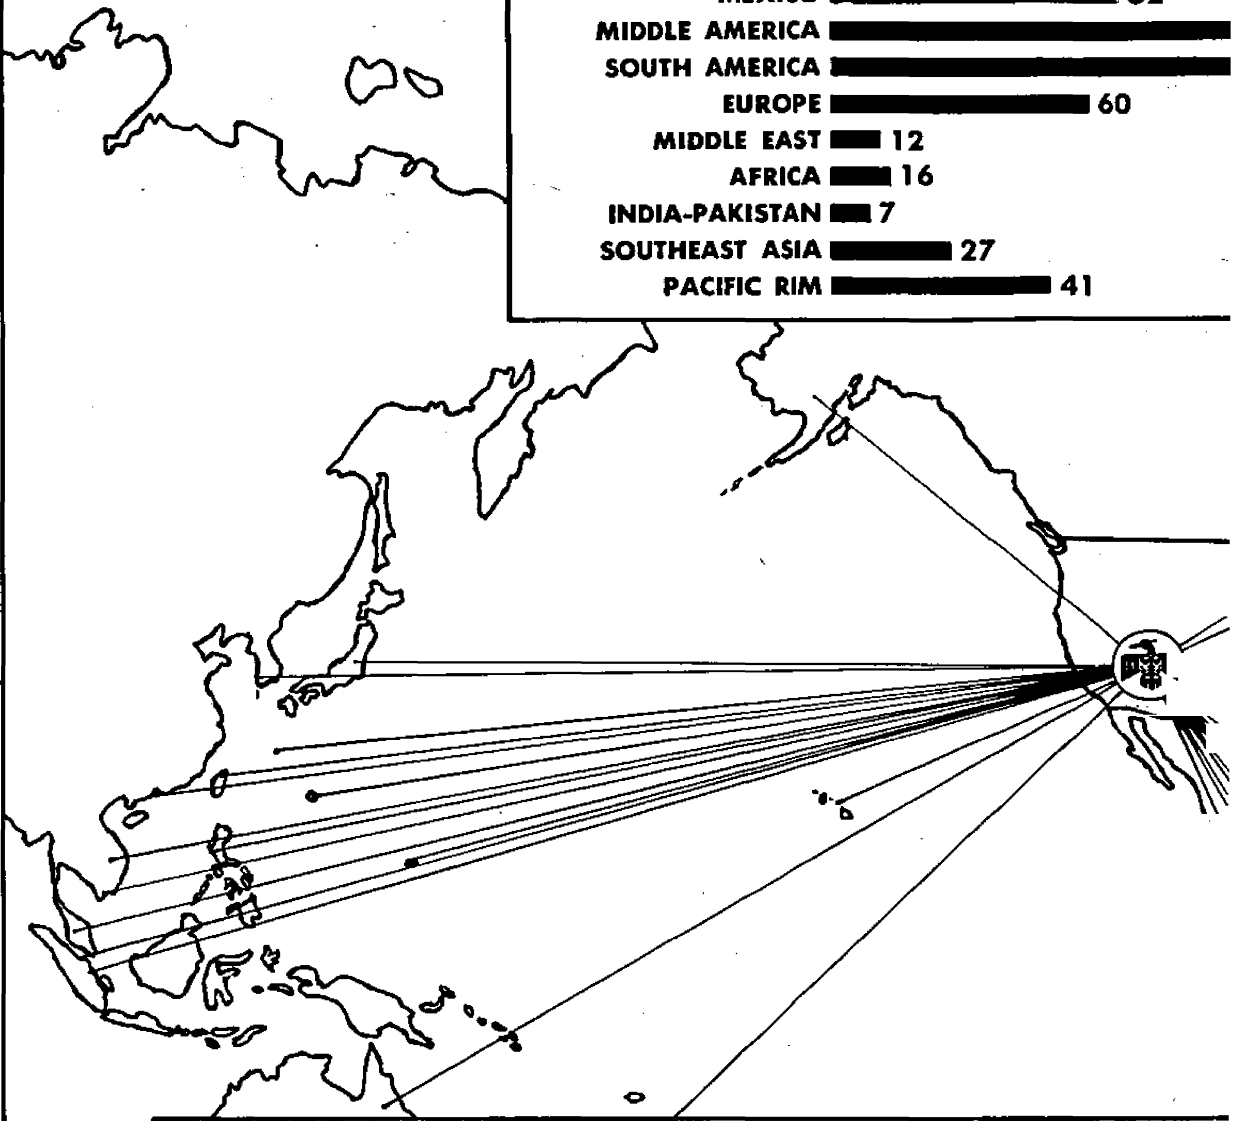 MIDDLE AMERICA
SOUTH AMERICA
EUROPE 60
MIDDLE EAST 12
AFRICA 16
INDIA-PAKISTAN 7
SOUTHEAST ASIA 27
PACIFIC RIM 41